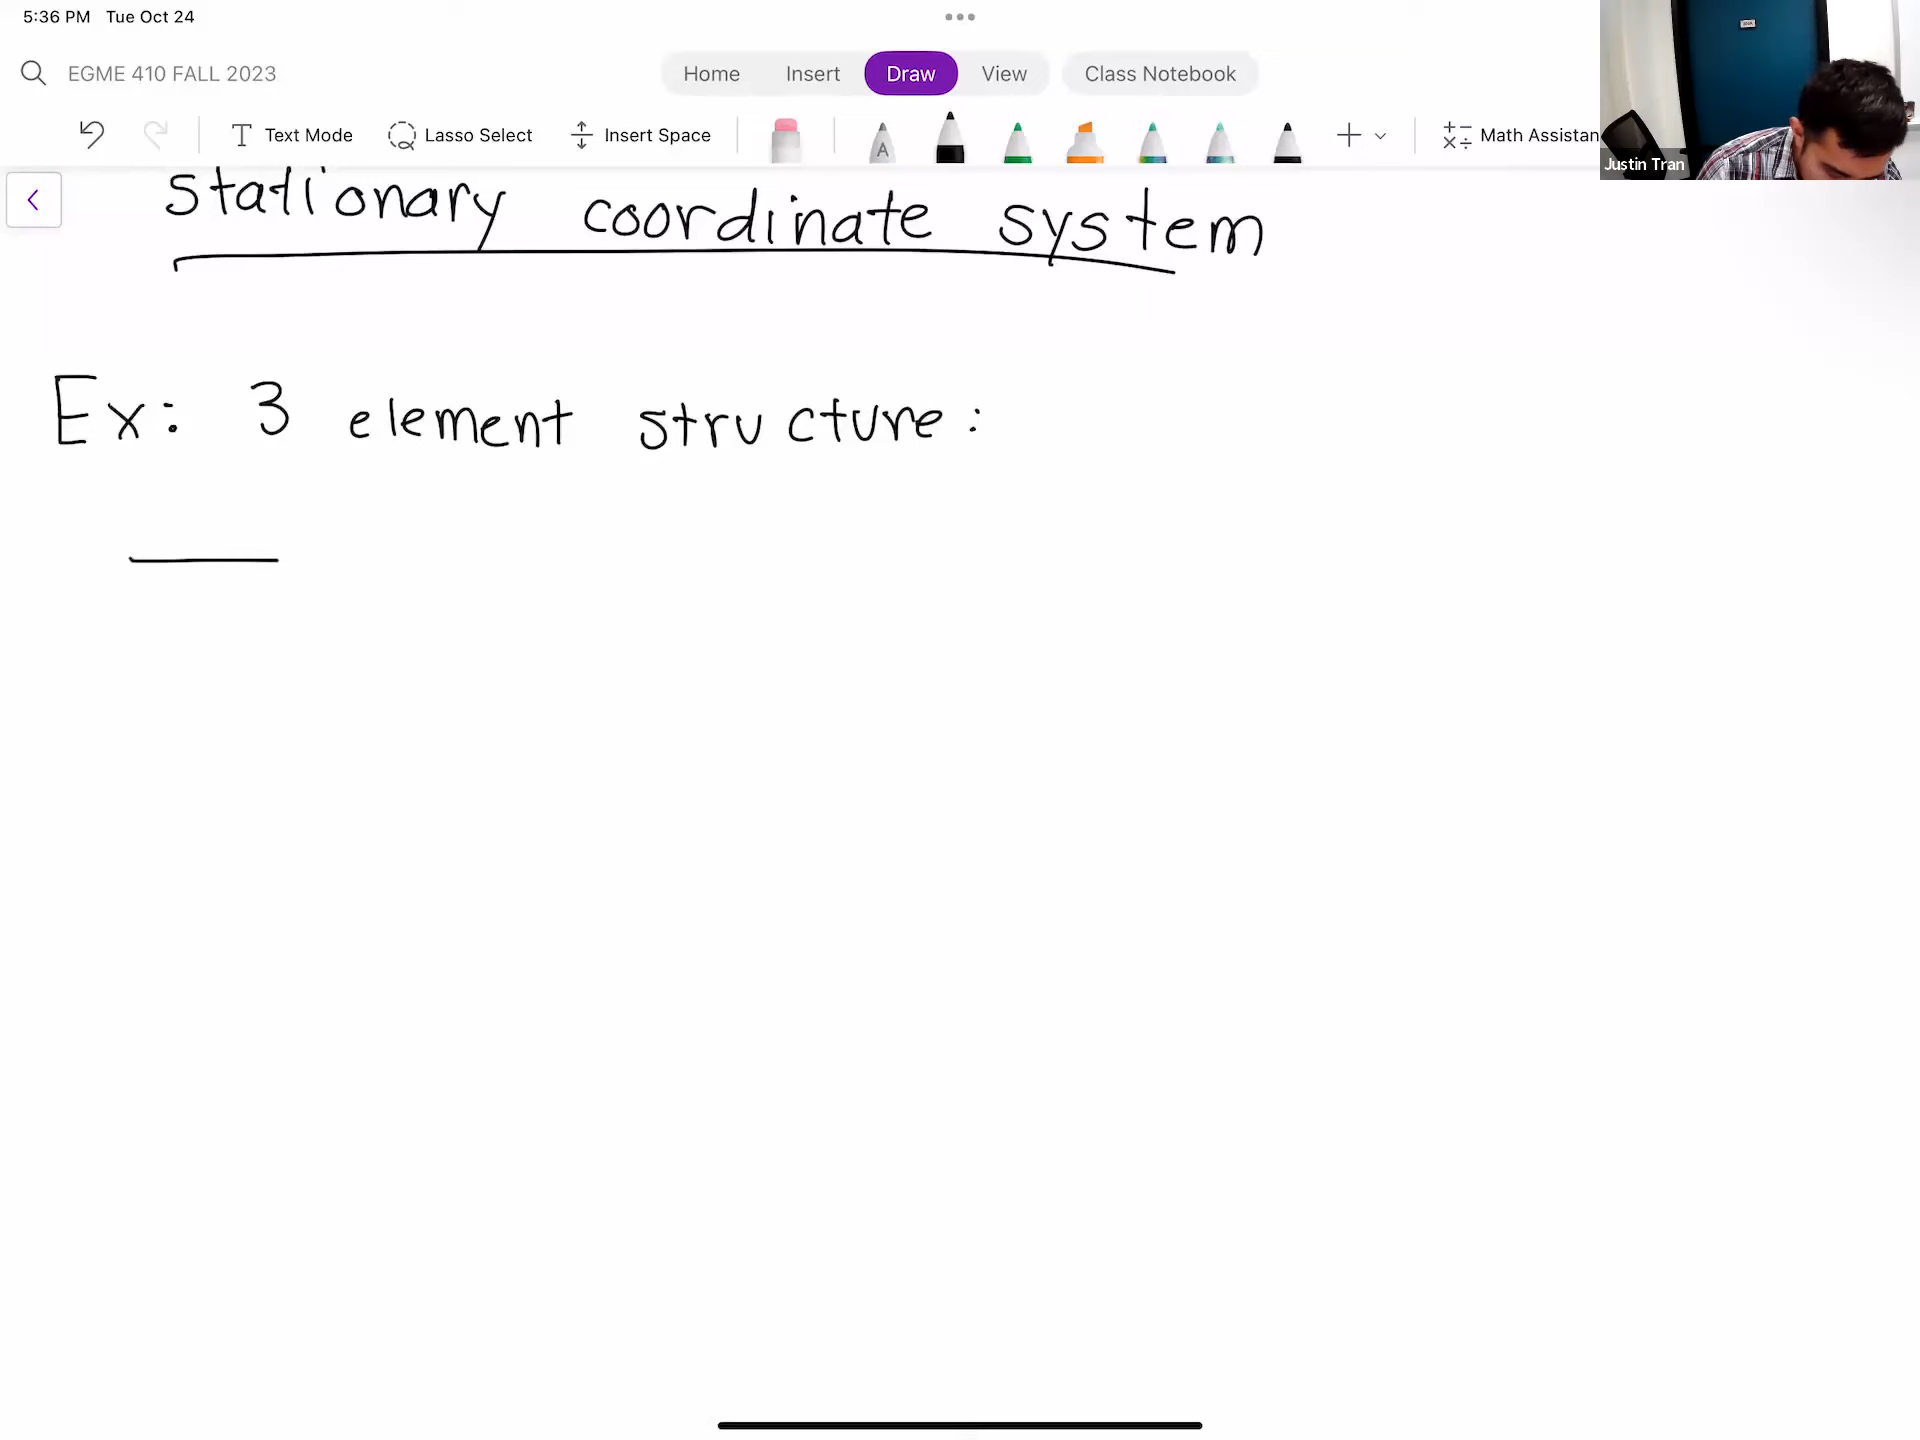 5:36 PM Tue Oct 24
EGME 410 FALL 2023
Home Insert Draw View Class Notebook
Text Mode Lasso Select Insert Space A Math Assistan
Justin Tran
stationary coordinate system
Ex: 3 element structure: